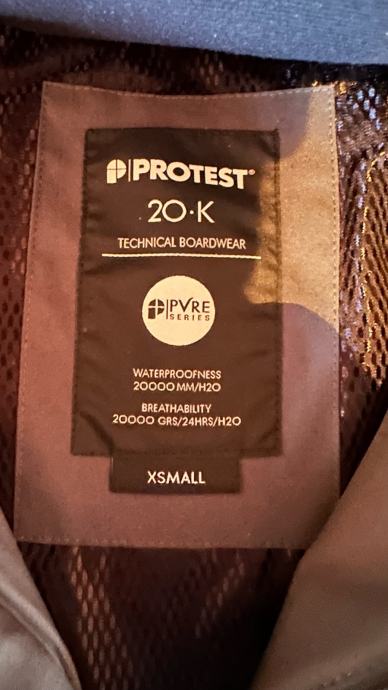 PROTEST®
20·K
TECHNICAL BOARDWEAR
PVRE
SERIES
WATERPROOFNESS
20000 MM/H2O
BREATHABILITY
20000 GRS/24HRS/H2O
XSMALL